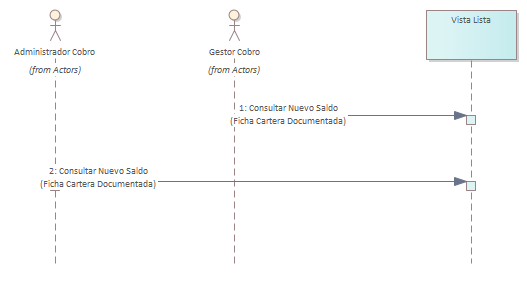 Administrador Cobro
(from Actors)
Gestor Cobro
(from Actors)
Vista Lista
1: Consultar Nuevo Saldo
(Ficha Cartera Documentada)
2: Consultar Nuevo Saldo
(Ficha Cartera Documentada)